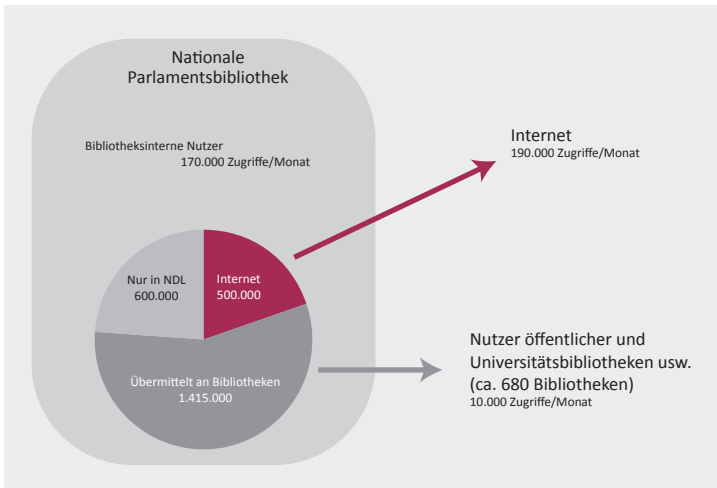 Nationale
Parlamentsbibliothek
Bibliotheksinterne Nutzer
170.000 Zugriffe/Monat
Internet
190.000 Zugriffe/Monat
Nur in NDL
600.000
Internet
500.000
Übermittelt an Bibliotheken
1.415.000
Nutzer öffentlicher und
Universitätsbibliotheken usw.
(ca. 680 Bibliotheken)
10.000 Zugriffe/Monat